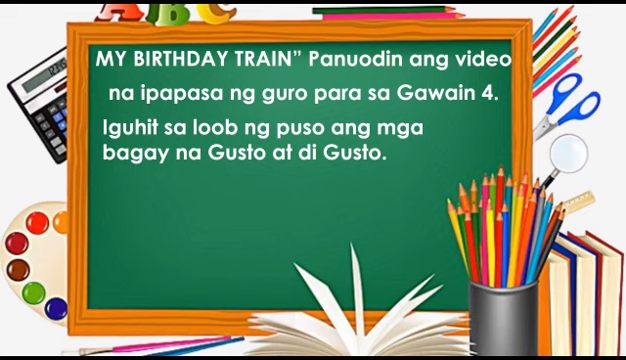 ABC
MY BIRTHDAY TRAIN” Panuodin ang video
na ipapasa ng guro para sa Gawain 4.
Iguhit sa loob ng puso ang mga
bagay na Gusto at di Gusto.